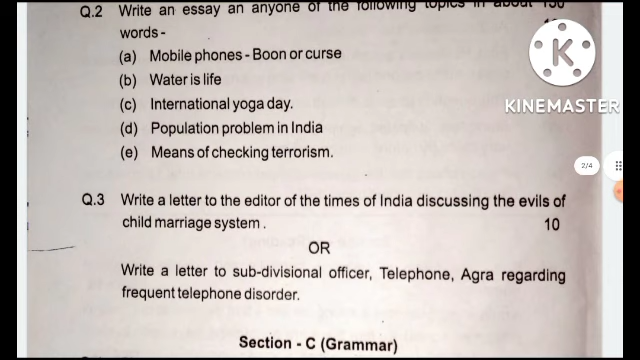 Q.2 Write an essay an anyone of the following topics in about 150
words -
(a) Mobile phones - Boon or curse
(b) Water is life
(c) International yoga day.
(d) Population problem in India
(e) Means of checking terrorism.
K
KINEMASTER
2/4
Q.3 Write a letter to the editor of the times of India discussing the evils of
child marriage system. 10
OR
Write a letter to sub-divisional officer, Telephone, Agra regarding
frequent telephone disorder.
Section - C (Grammar)